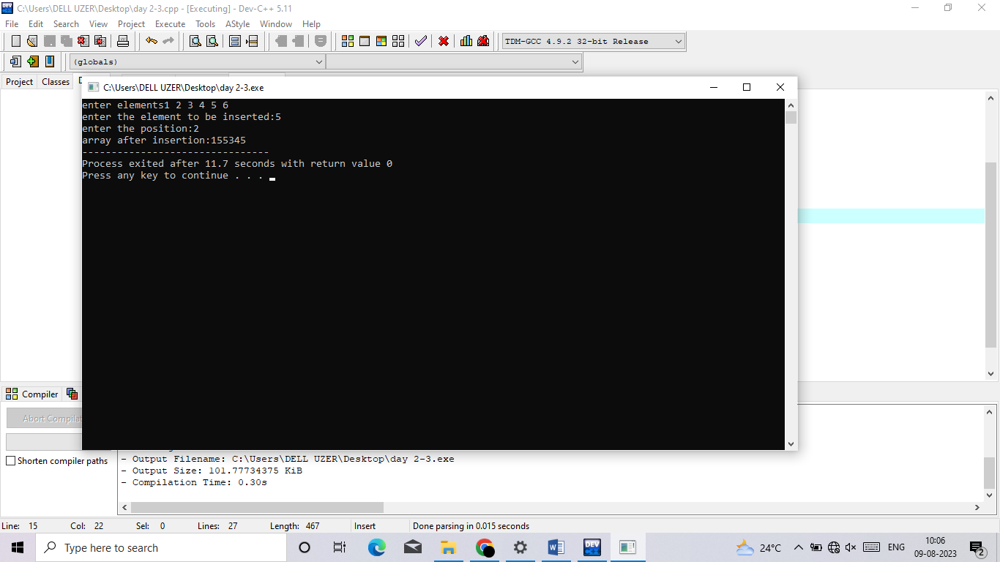 C:\Users\DELL UZER\Desktop\day 2-3.cpp - [Executing] - Dev-C++ 5.11
File Edit Search View Project Execute Tools AStyle Window Help
TDM-GCC 4.9.2 32-bit Release
(globals)
Project Classes
C:\Users\DELL UZER\Desktop\day 2-3.exe
enter elements1 2 3 4 5 6
enter the element to be inserted:5
enter the position:2
array after insertion:155345
--------------------------------
Process exited after 11.7 seconds with return value 0
Press any key to continue . . .
Compiler
Abort
Shorten compiler paths
- Output Filename: C:\Users\DELL UZER\Desktop\day 2-3.exe
- Output Size: 101.77734375 KiB
- Compilation Time: 0.30s
Line: 15 Col: 22 Sel: 0 Lines: 27 Length: 467 Insert Done parsing in 0.015 seconds
Type here to search
DEV
24°C
ENG
10:06
09-08-2023
2